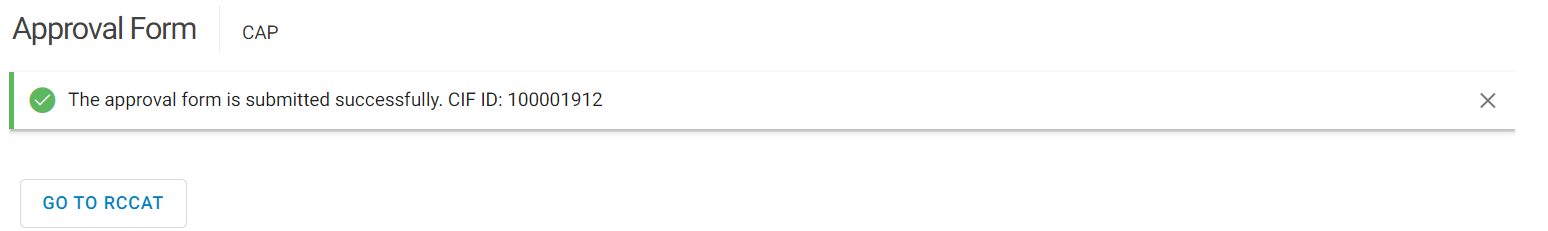 Approval Form
CAP
The approval form is submitted successfully. CIF ID: 100001912
GO TO RCCAT